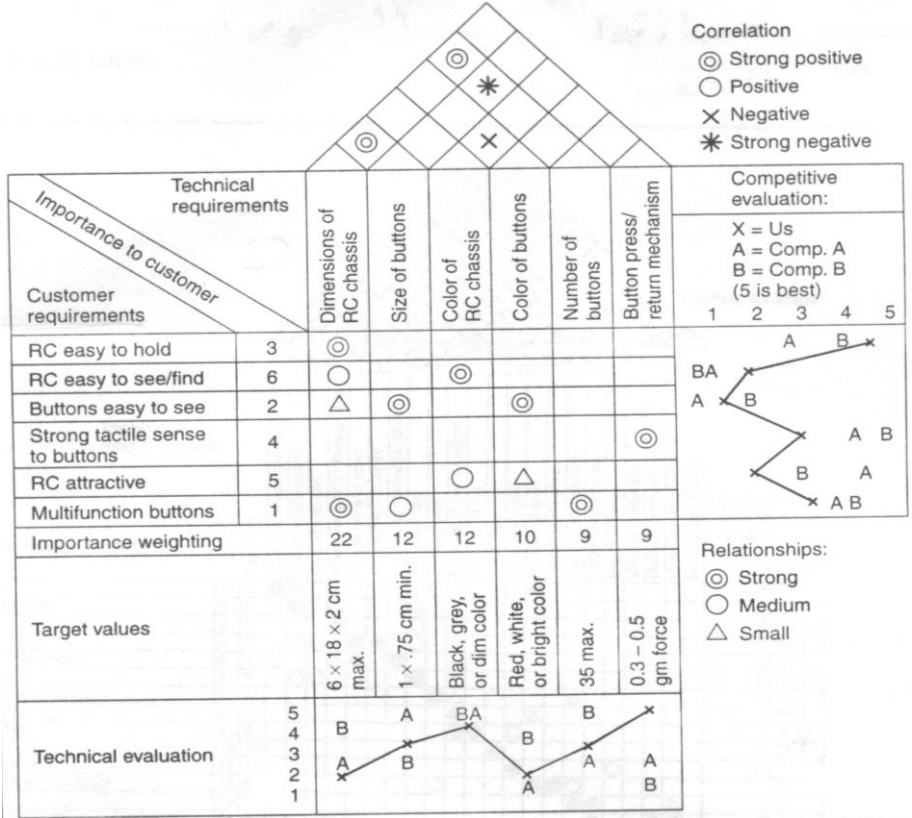 Correlation
Strong positive
Positive
Negative
Strong negative
Importance to customer
Technical
requirements
Customer
requirements
Dimensions of
RC chassis
Size of buttons
Color of
RC chassis
Color of buttons
Number of
buttons
Button press/
return mechanism
Competitive
evaluation:
X = Us
A = Comp. A
B = Comp. B
(5 is best)
1 2 3 4 5
RC easy to hold 3 A B
RC easy to see/find 6 BA
Buttons easy to see 2 A B
Strong tactile sense
to buttons 4 A B
RC attractive 5 B A
Multifunction buttons 1 A B
Importance weighting 22 12 12 10 9 9
Relationships:
Strong
Medium
Small
Target values
6 × 18 × 2 cm
max.
1 × .75 cm min.
Black, grey,
or dim color
Red, white,
or bright color
35 max.
0.3 – 0.5
gm force
Technical evaluation
5 A BA B
4 B B
3 A B A A
2 B
1 A